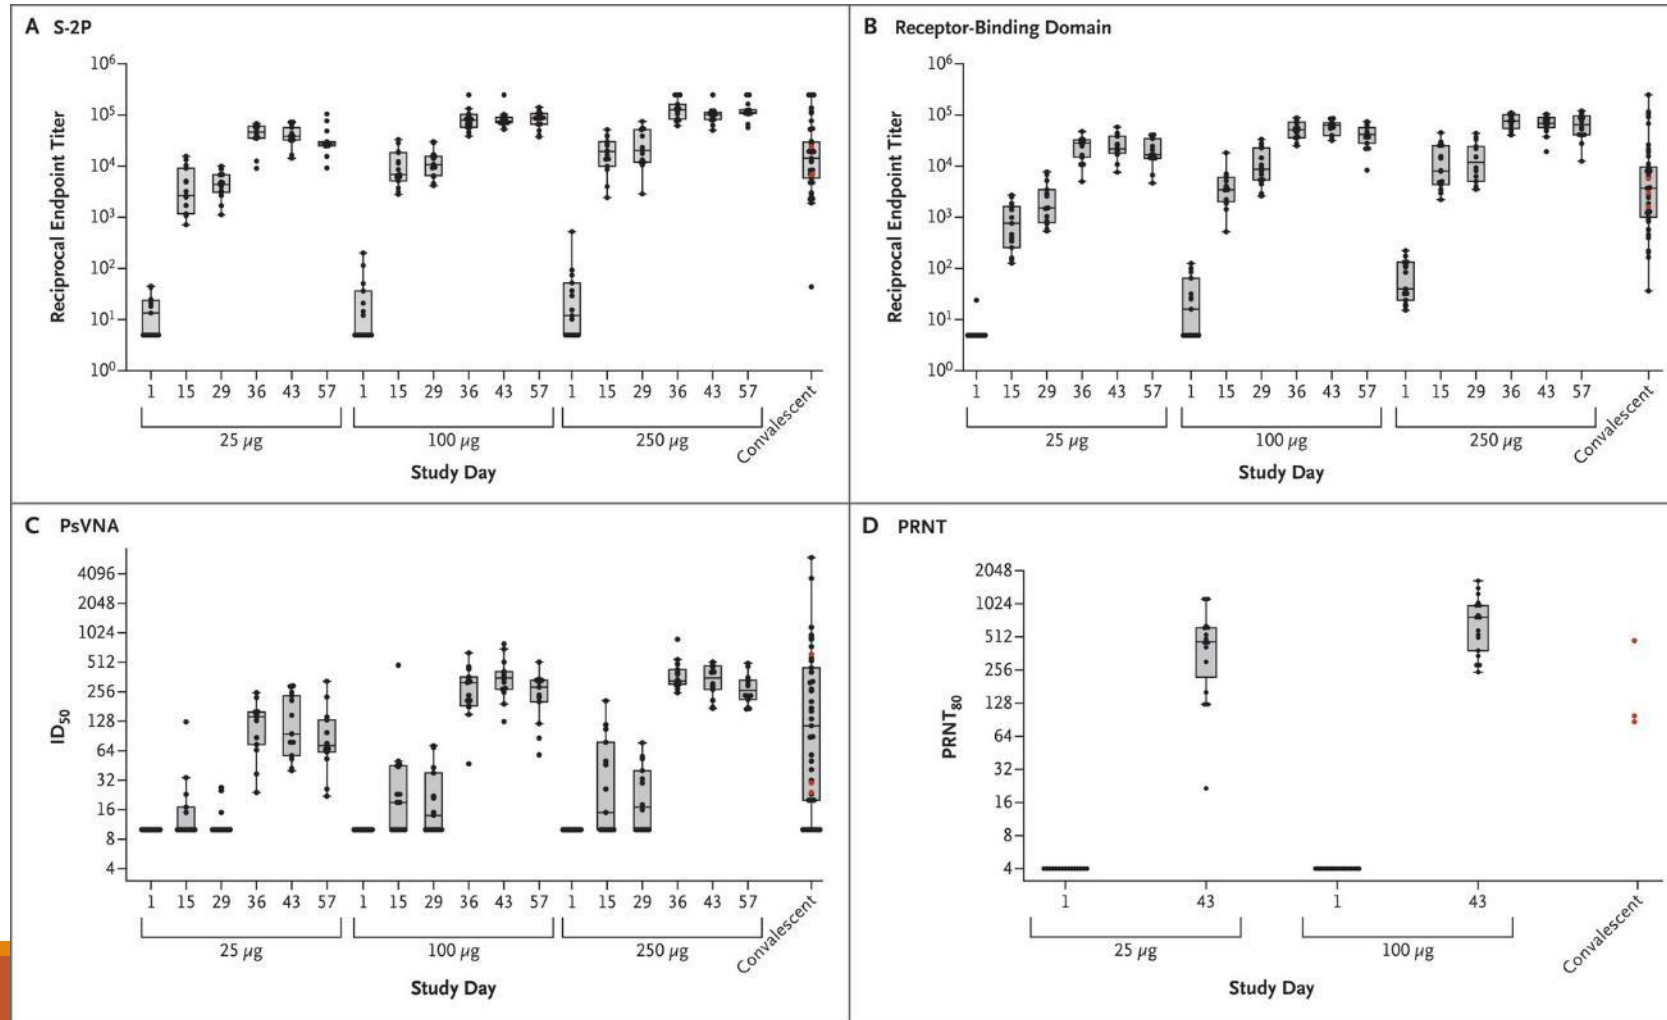 A S-2P
Reciprocal Endpoint Titer
10⁶
10⁵
10⁴
10³
10²
10¹
10⁰
1 15 29 36 43 57 1 15 29 36 43 57 1 15 29 36 43 57 Convalescent
25 µg 100 µg 250 µg
Study Day
B Receptor-Binding Domain
Reciprocal Endpoint Titer
10⁶
10⁵
10⁴
10³
10²
10¹
10⁰
1 15 29 36 43 57 1 15 29 36 43 57 1 15 29 36 43 57 Convalescent
25 µg 100 µg 250 µg
Study Day
C PsVNA
ID₅₀
4096
2048
1024
512
256
128
64
32
16
8
4
1 15 29 36 43 57 1 15 29 36 43 57 1 15 29 36 43 57 Convalescent
25 µg 100 µg 250 µg
Study Day
D PRNT
PRNT₈₀
2048
1024
512
256
128
64
32
16
8
4
1 43 1 43 Convalescent
25 µg 100 µg
Study Day